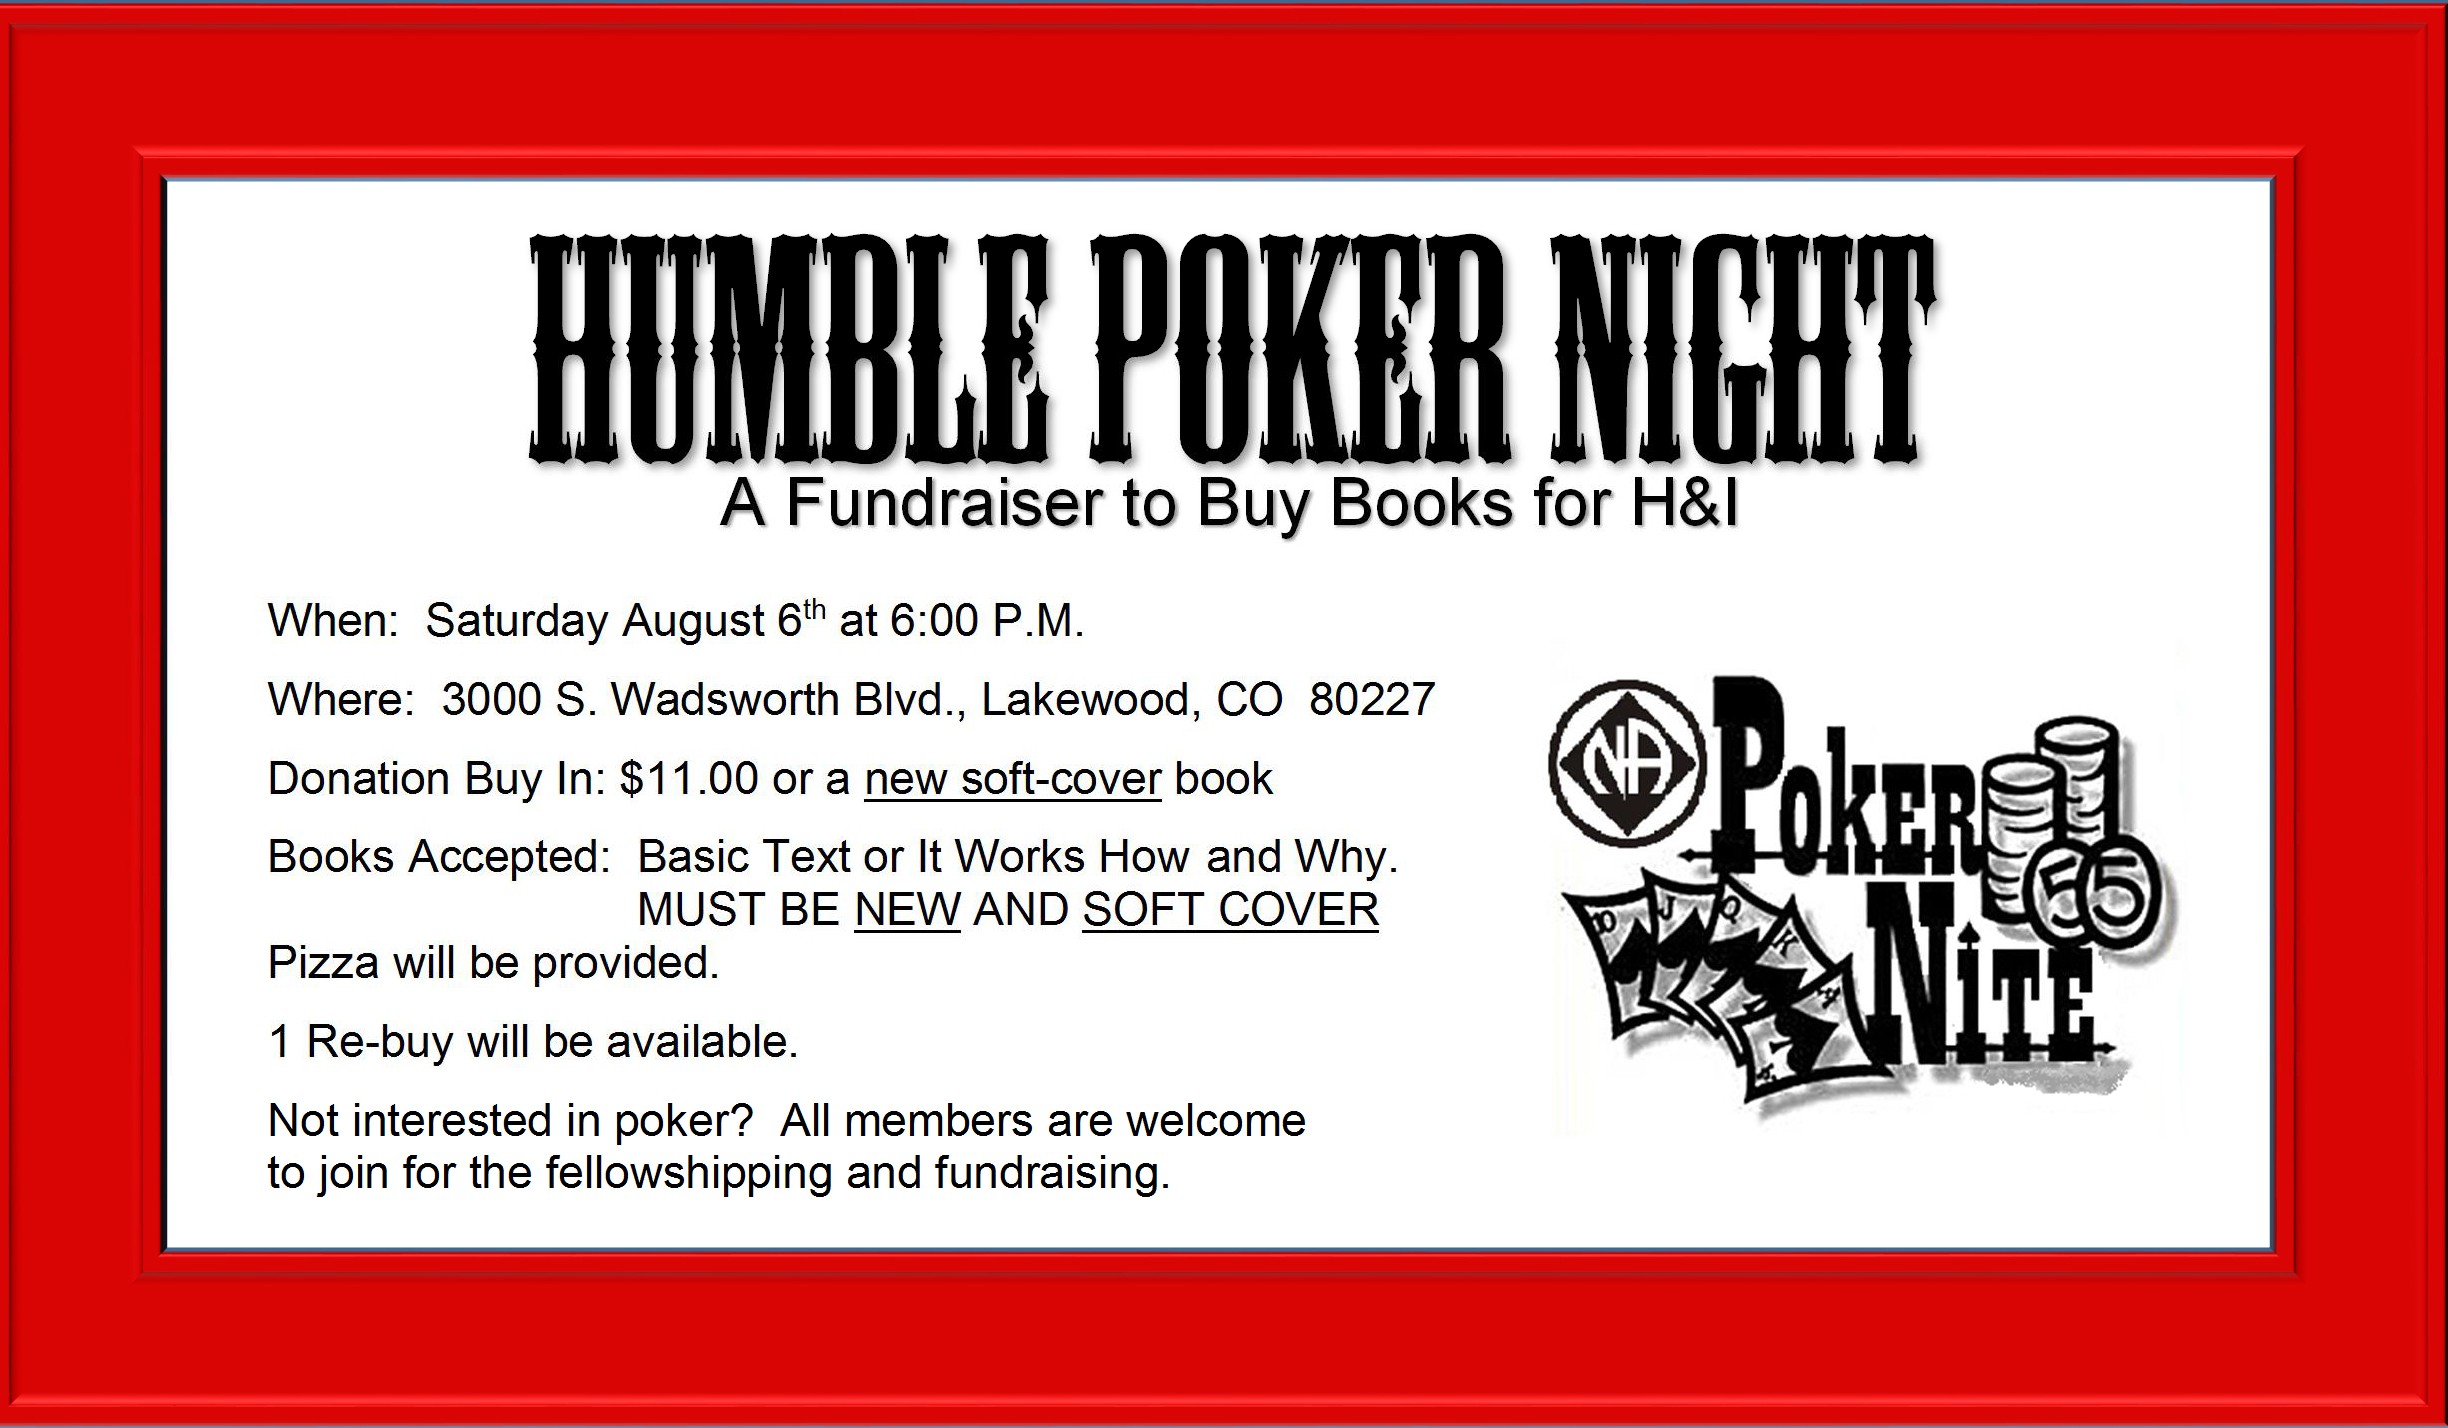 HUMBLE POKER NIGHT
A Fundraiser to Buy Books for H&I
When: Saturday August 6th at 6:00 P.M.
Where: 3000 S. Wadsworth Blvd., Lakewood, CO 80227
Donation Buy In: $11.00 or a new soft-cover book
Books Accepted: Basic Text or It Works How and Why.
MUST BE NEW AND SOFT COVER
Pizza will be provided.
1 Re-buy will be available.
Not interested in poker? All members are welcome
to join for the fellowshipping and fundraising.
NA
POKER
55
NiTE
10 J Q K A